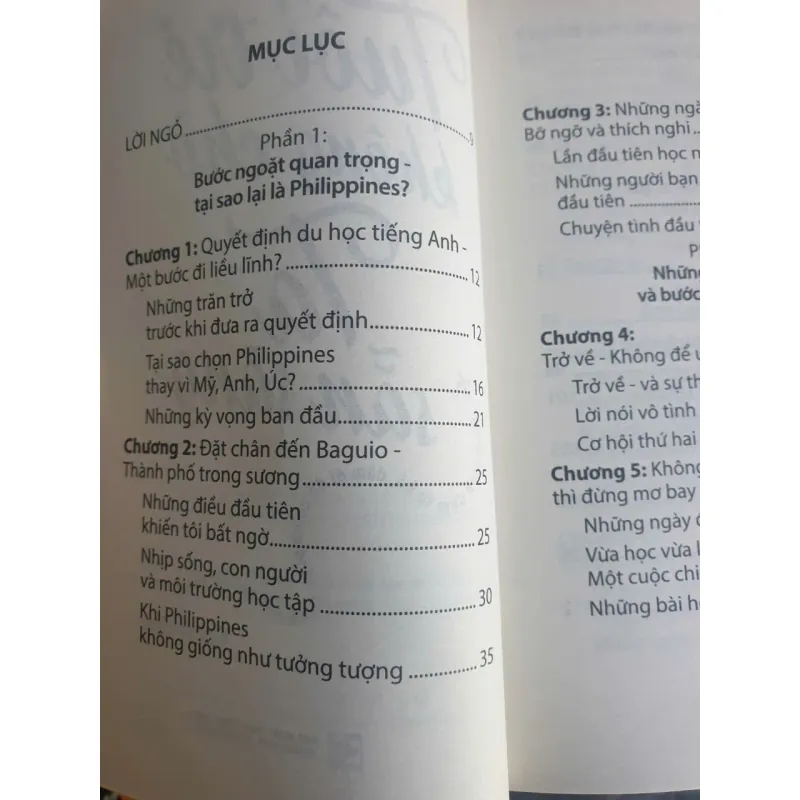 MỤC LỤC
LỜI NGỎ ........ 9
Phần 1:
Bước ngoặt quan trọng -
tại sao lại là Philippines?
Chương 1: Quyết định du học tiếng Anh -
Một bước đi liều lĩnh? ........ 12
Những trăn trở
trước khi đưa ra quyết định ........ 12
Tại sao chọn Philippines
thay vì Mỹ, Anh, Úc? ........ 16
Những kỳ vọng ban đầu ........ 21
Chương 2: Đặt chân đến Baguio -
Thành phố trong sương ........ 25
Những điều đầu tiên
khiến tôi bất ngờ ........ 25
Nhịp sống, con người
và môi trường học tập ........ 30
Khi Philippines
không giống như tưởng tượng ........ 35
Chương 3: Những
Bỡ ngỡ và thích nghi ..
Lần đầu tiên học
Những người bạn
đầu tiên ........
Chuyện tình đầu
Những
và bước
Chương 4:
Trở về - Không để
Trở về - và sự
Lời nói vô tình
Cơ hội thứ hai
Chương 5: Không
thì đừng mơ bay
Những ngày
Vừa học vừa
Một cuộc
Những bài